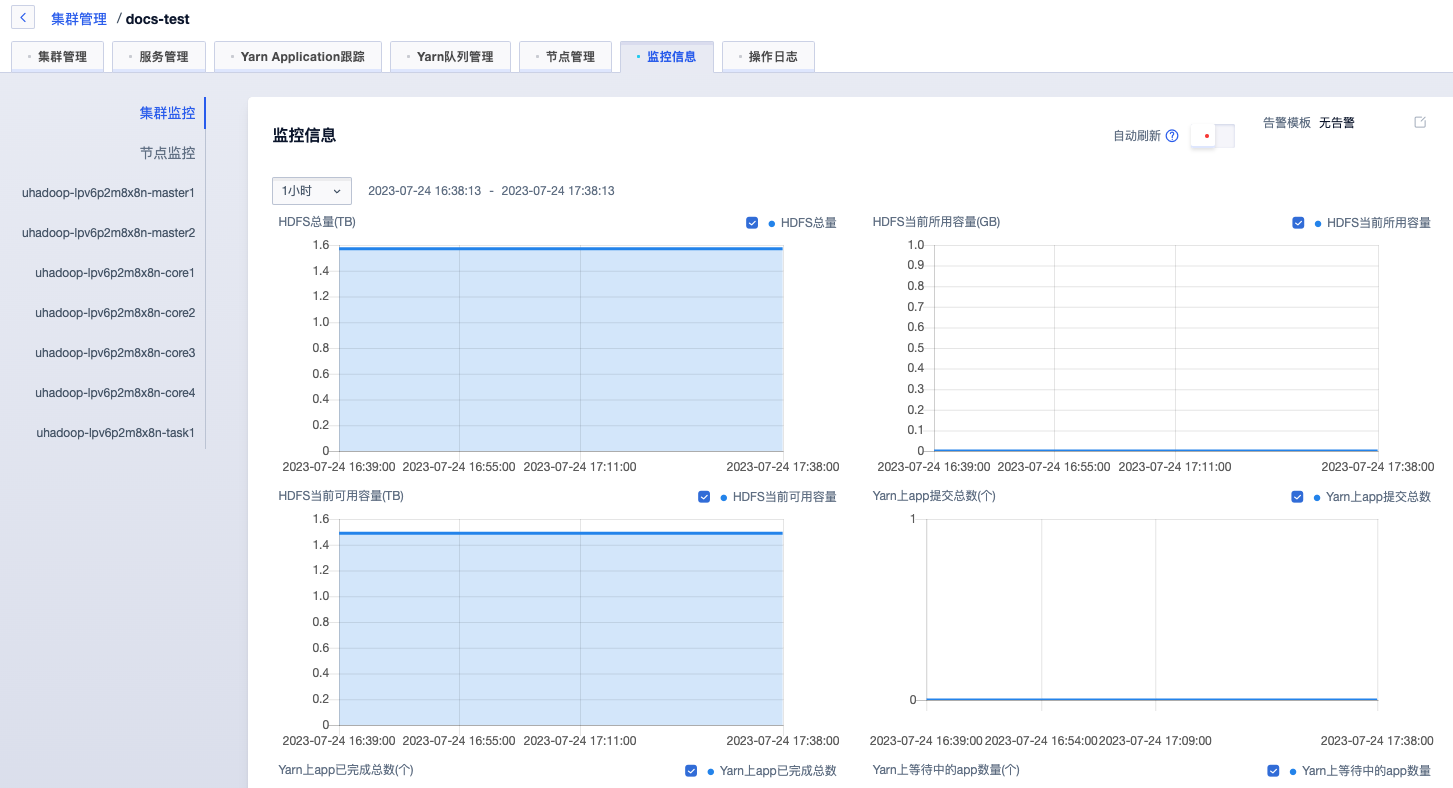 集群管理 / docs-test
集群管理 服务管理 Yarn Application跟踪 Yarn队列管理 节点管理 监控信息 操作日志
集群监控
节点监控
uhadoop-lpv6p2m8x8n-master1
uhadoop-lpv6p2m8x8n-master2
uhadoop-lpv6p2m8x8n-core1
uhadoop-lpv6p2m8x8n-core2
uhadoop-lpv6p2m8x8n-core3
uhadoop-lpv6p2m8x8n-core4
uhadoop-lpv6p2m8x8n-task1
监控信息
自动刷新 ?
告警模板 无告警
1小时 2023-07-24 16:38:13 - 2023-07-24 17:38:13
HDFS总量(TB) HDFS总量
1.6
1.4
1.2
1.0
0.8
0.6
0.4
0.2
0
2023-07-24 16:39:00 2023-07-24 16:55:00 2023-07-24 17:11:00 2023-07-24 17:38:00
HDFS当前所用容量(GB) HDFS当前所用容量
1.0
0.9
0.8
0.7
0.6
0.5
0.4
0.3
0.2
0.1
0
2023-07-24 16:39:00 2023-07-24 16:55:00 2023-07-24 17:11:00 2023-07-24 17:38:00
HDFS当前可用容量(TB) HDFS当前可用容量
1.6
1.4
1.2
1.0
0.8
0.6
0.4
0.2
0
2023-07-24 16:39:00 2023-07-24 16:55:00 2023-07-24 17:11:00 2023-07-24 17:38:00
Yarn上app提交总数(个) Yarn上app提交总数
1
0
2023-07-24 16:39:00 2023-07-24 16:54:00 2023-07-24 17:09:00 2023-07-24 17:38:00
Yarn上app已完成总数(个) Yarn上app已完成总数
Yarn上等待中的app数量(个) Yarn上等待中的app数量